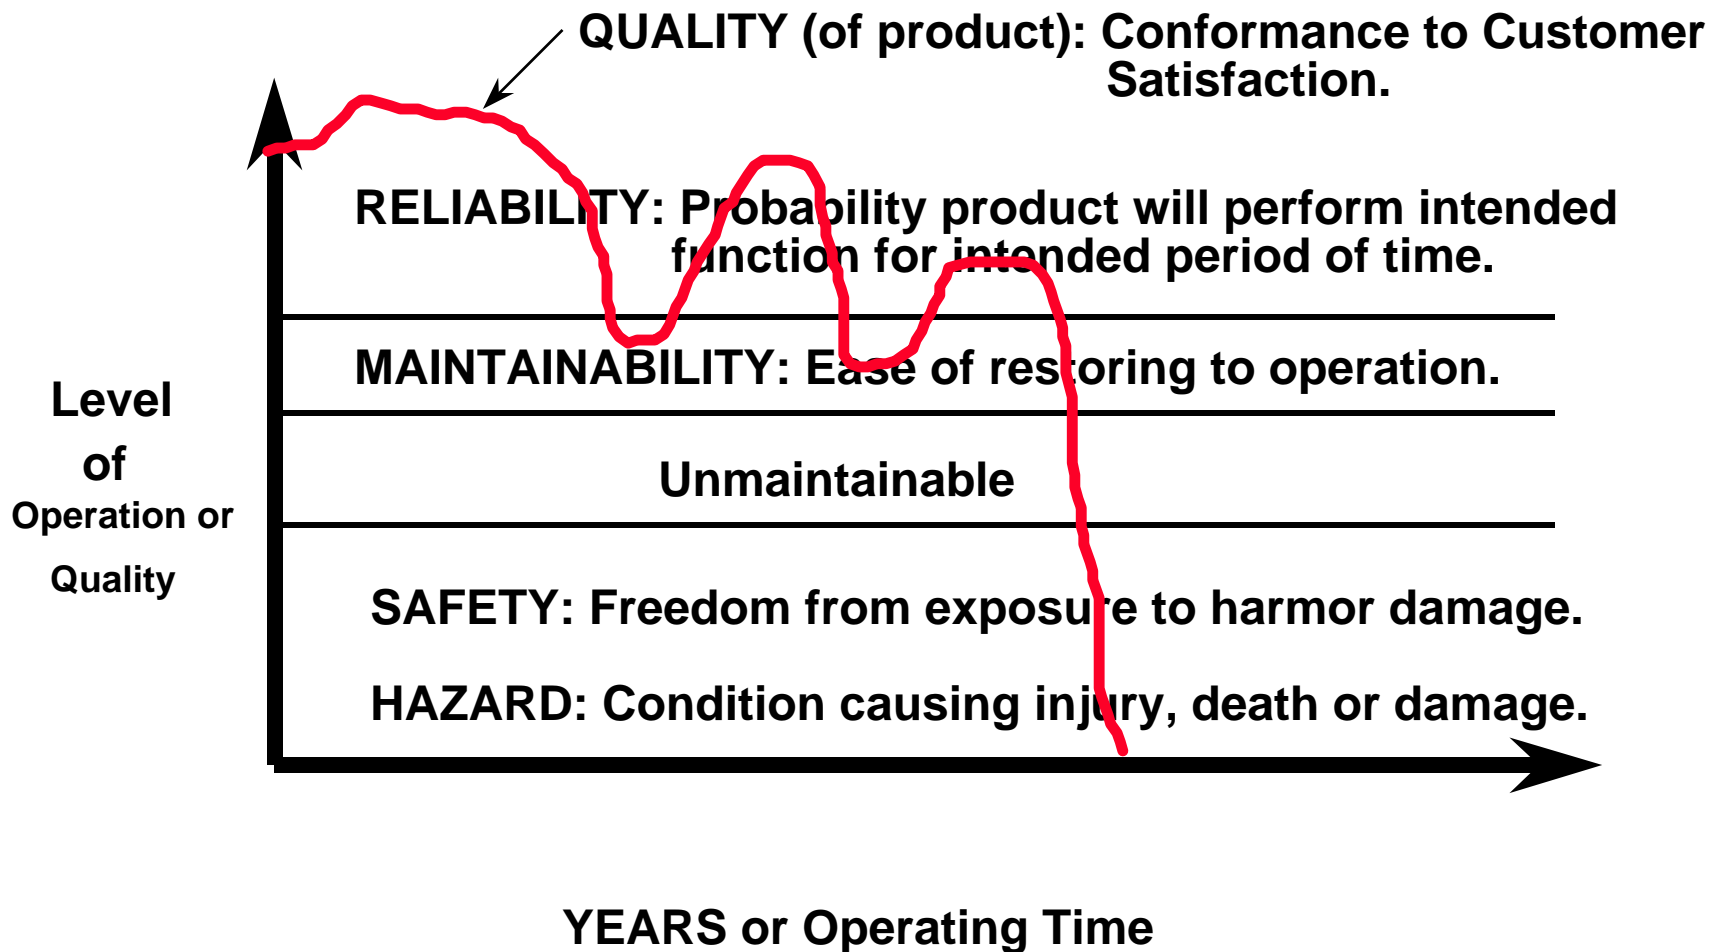 QUALITY (of product): Conformance to Customer
Satisfaction.
RELIABILITY: Probability product will perform intended
function for intended period of time.
MAINTAINABILITY: Ease of restoring to operation.
Level
of
Operation or
Quality
Unmaintainable
SAFETY: Freedom from exposure to harmor damage.
HAZARD: Condition causing injury, death or damage.
YEARS or Operating Time